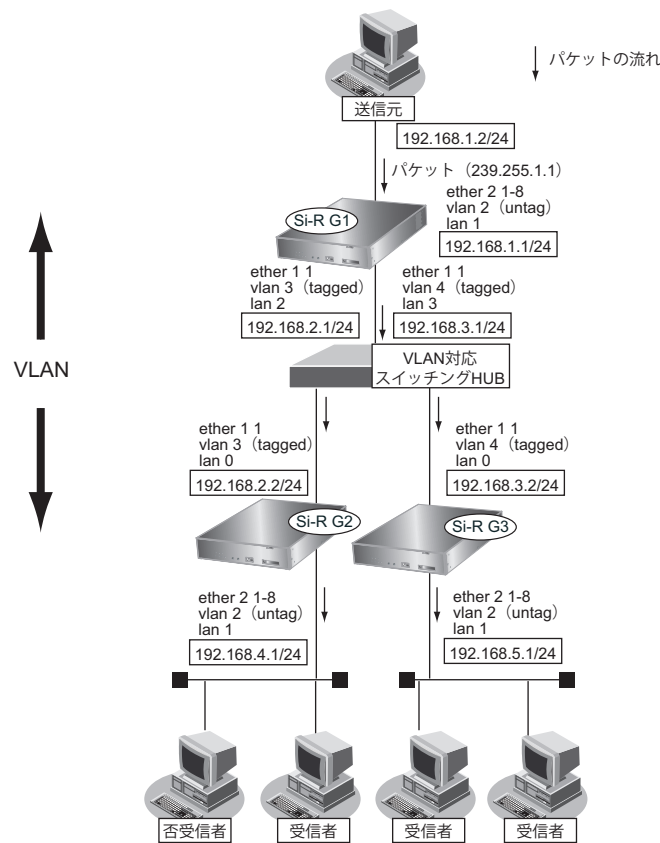 パケットの流れ
送信元
192.168.1.2/24
パケット（239.255.1.1）
Si-R G1
ether 2 1-8
vlan 2（untag）
lan 1
192.168.1.1/24
ether 1 1
vlan 3（tagged）
lan 2
192.168.2.1/24
ether 1 1
vlan 4（tagged）
lan 3
192.168.3.1/24
VLAN
VLAN対応
スイッチングHUB
ether 1 1
vlan 3（tagged）
lan 0
192.168.2.2/24
ether 1 1
vlan 4（tagged）
lan 0
192.168.3.2/24
Si-R G2
Si-R G3
ether 2 1-8
vlan 2（untag）
lan 1
192.168.4.1/24
ether 2 1-8
vlan 2（untag）
lan 1
192.168.5.1/24
否受信者
受信者
受信者
受信者